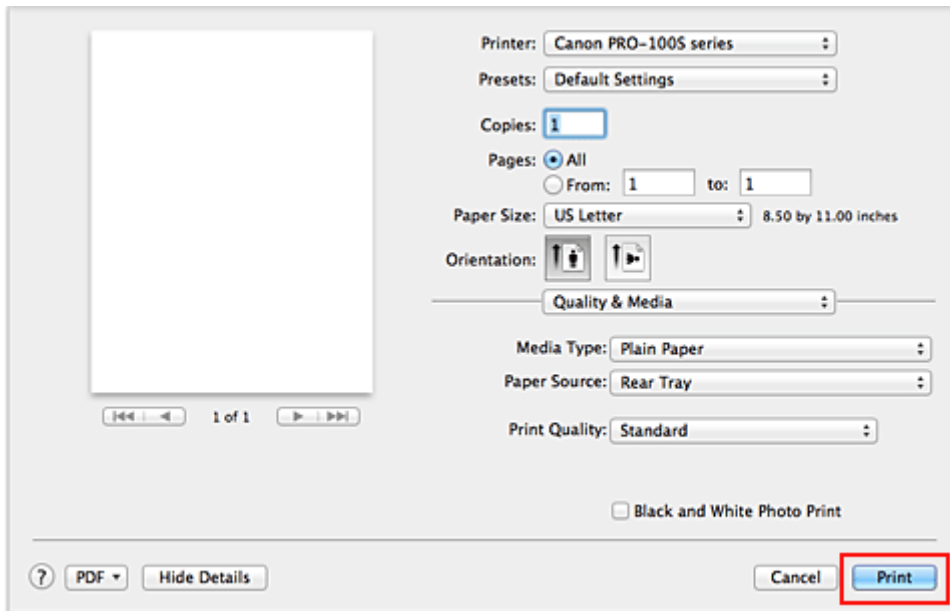 Printer: Canon PRO-100S series
Presets: Default Settings
Copies: 1
Pages: All
From: 1 to: 1
Paper Size: US Letter 8.50 by 11.00 inches
Orientation:
Quality & Media
Media Type: Plain Paper
Paper Source: Rear Tray
1 of 1
Print Quality: Standard
Black and White Photo Print
? PDF Hide Details Cancel Print